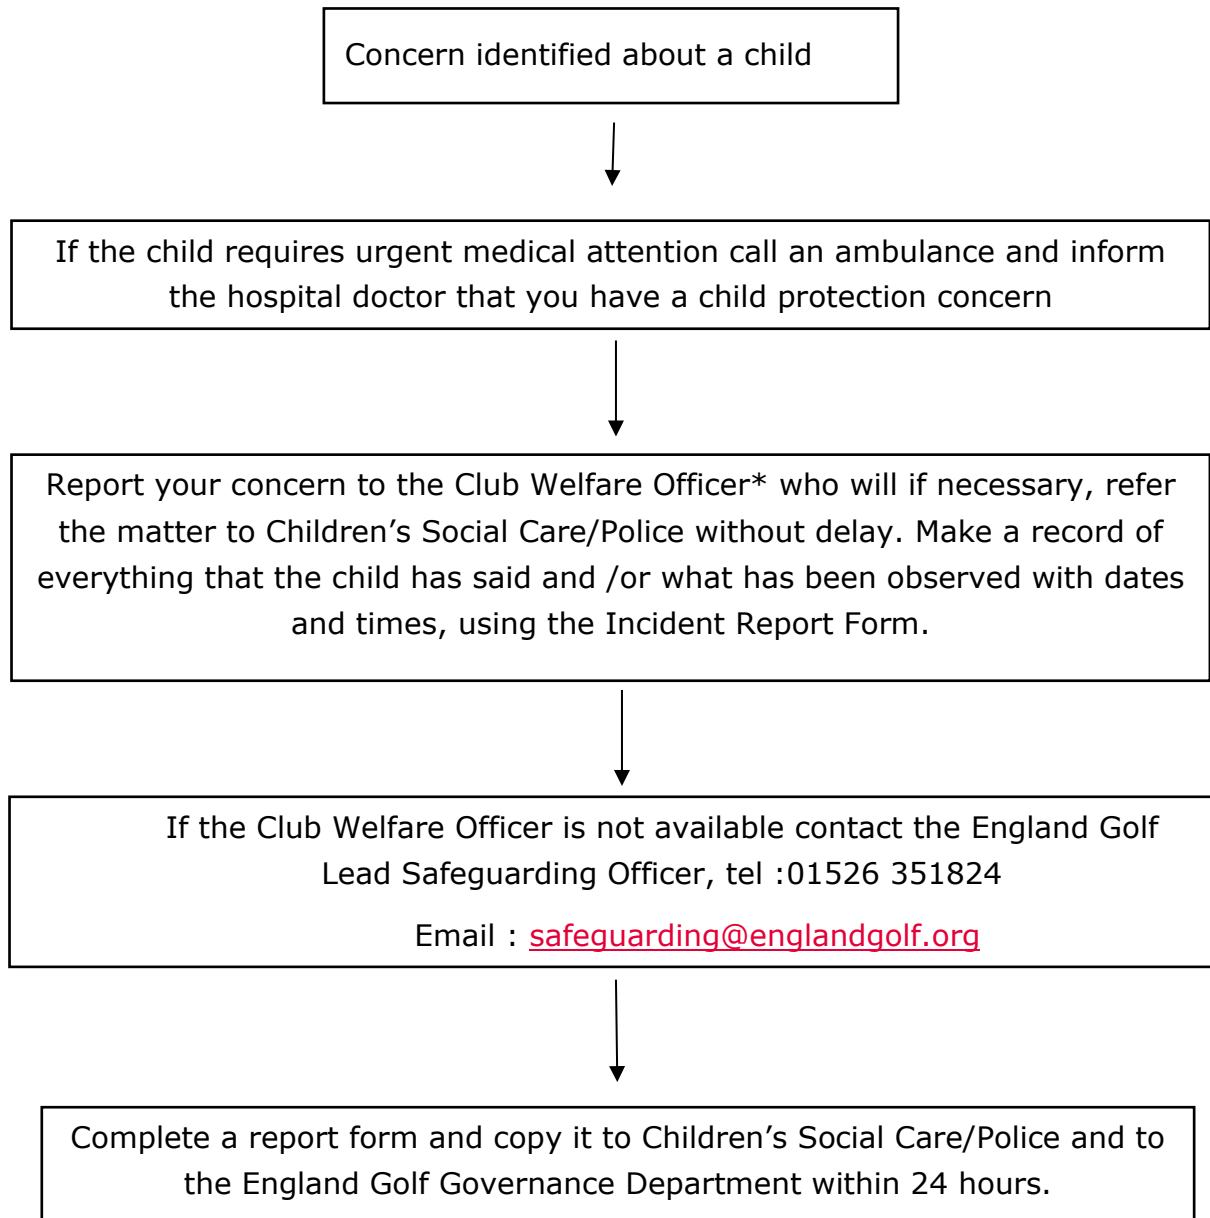 Concern identified about a child
If the child requires urgent medical attention call an ambulance and inform
the hospital doctor that you have a child protection concern
Report your concern to the Club Welfare Officer* who will if necessary, refer
the matter to Children’s Social Care/Police without delay. Make a record of
everything that the child has said and /or what has been observed with dates
and times, using the Incident Report Form.
If the Club Welfare Officer is not available contact the England Golf
Lead Safeguarding Officer, tel :01526 351824
Email : safeguarding@englandgolf.org
Complete a report form and copy it to Children’s Social Care/Police and to
the England Golf Governance Department within 24 hours.